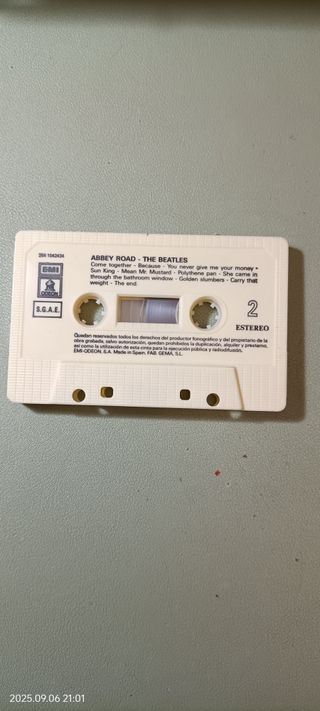 264 1042434
ABBEY ROAD - THE BEATLES
Come together - Because - You never give me your money -
Sun King - Mean Mr. Mustard - Polythene pan - She came in
through the bathroom window - Golden slumbers - Carry that
weight - The end
EMI
ODEON
S.G.A.E.
2
ESTEREO
Quedan reservados todos los derechos del productor fonográfico y del propietario de la
obra grabada, salvo autorización, quedan prohibidos la duplicación, alquiler y prestamo,
así como la utilización de esta cinta para la ejecución pública y radiodifusión.
EMI-ODEON, S.A. Made in Spain. FAB. GEMA, S.L.
2025.09.06 21:01